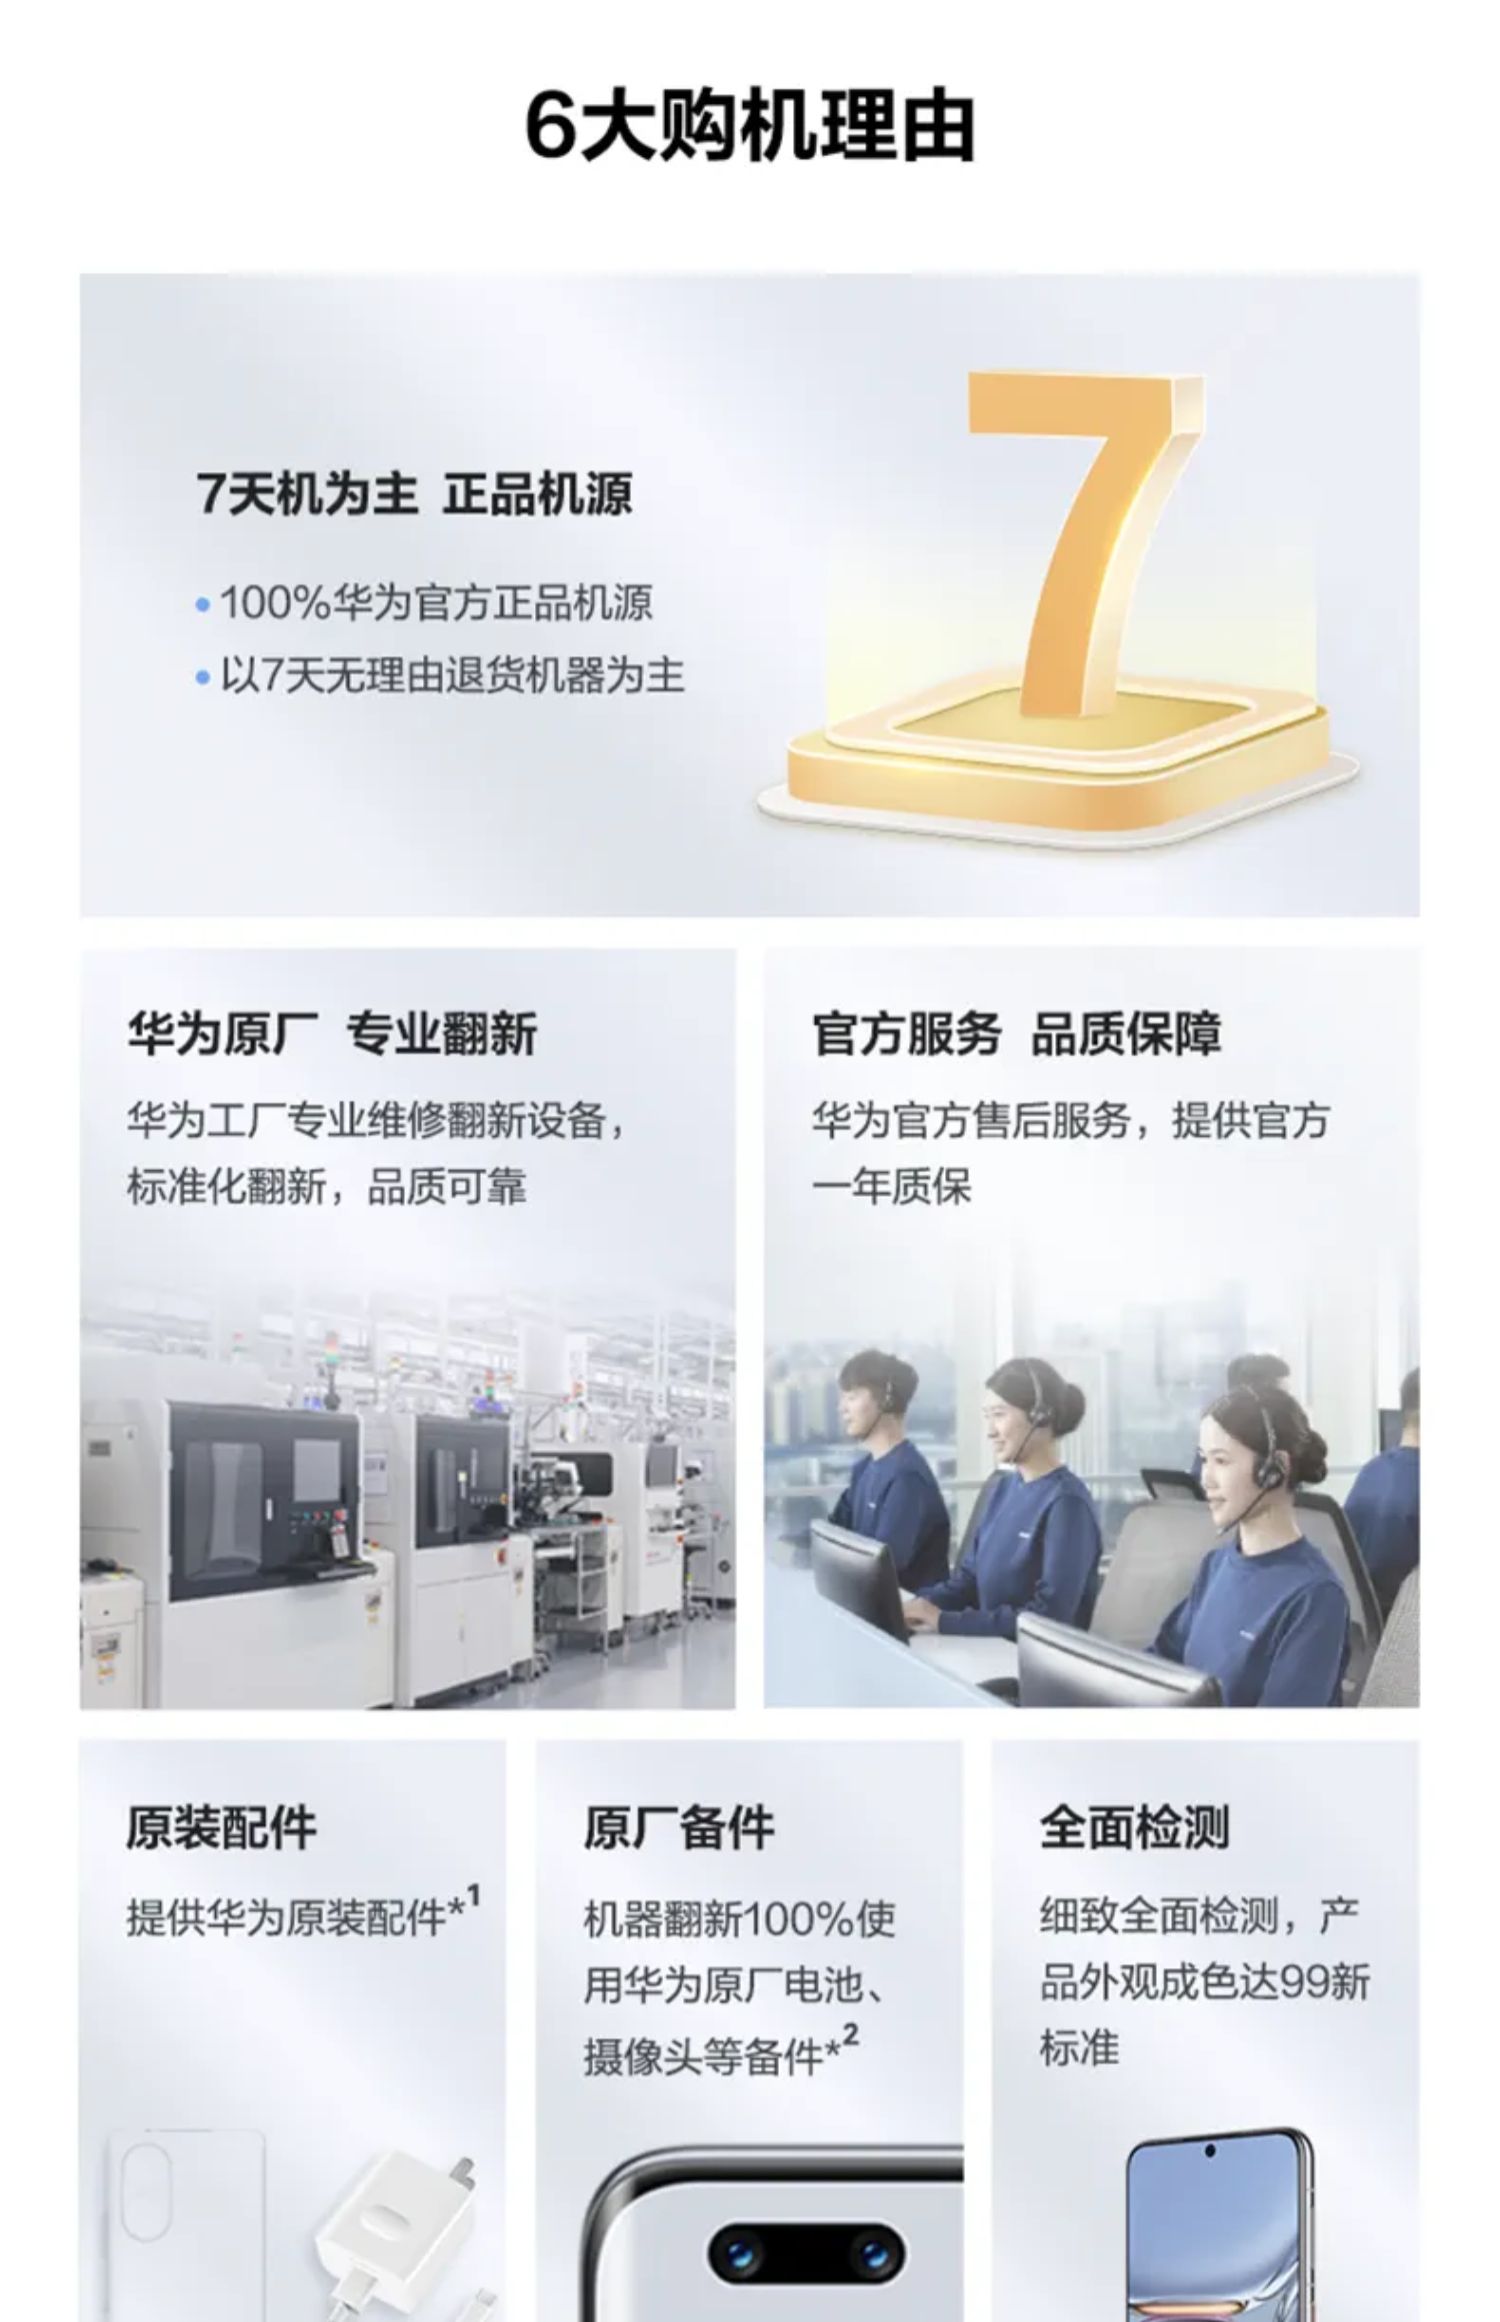 6大购机理由
7天机为主 正品机源
7
100%华为官方正品机源
以7天无理由退货机器为主
华为原厂 专业翻新
华为工厂专业维修翻新设备，
标准化翻新，品质可靠
官方服务 品质保障
华为官方售后服务，提供官方
一年质保
原装配件
提供华为原装配件*1
原厂备件
机器翻新100%使
用华为原厂电池、
摄像头等备件*2
全面检测
细致全面检测，产
品外观成色达99新
标准